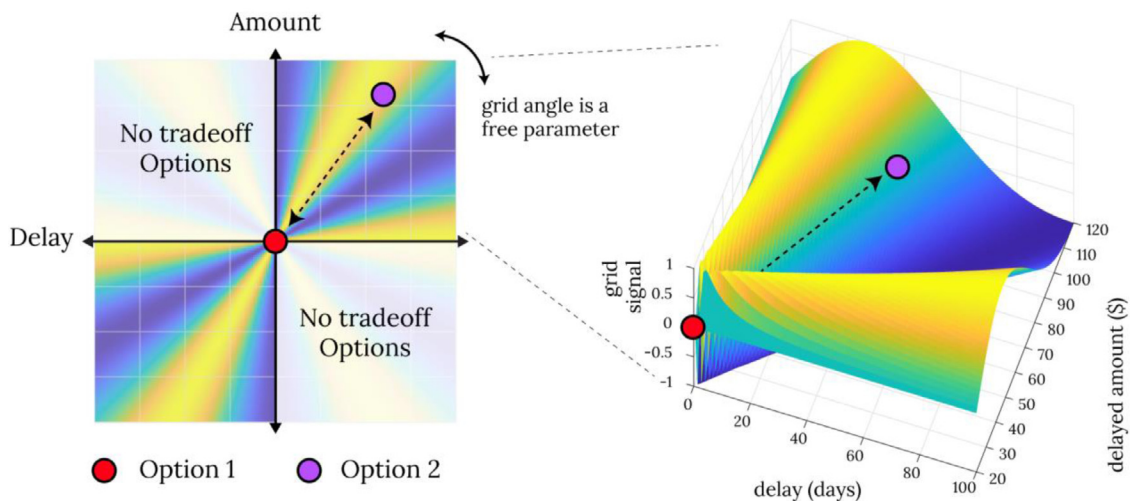 Amount
grid angle is a
free parameter
No tradeoff
Options
Delay
No tradeoff
Options
Option 1
Option 2
grid
signal
1
0.5
0
-0.5
-1
0
20
40
60
80
100
delay (days)
20
30
40
50
60
70
80
90
100
110
120
delayed amount ($)